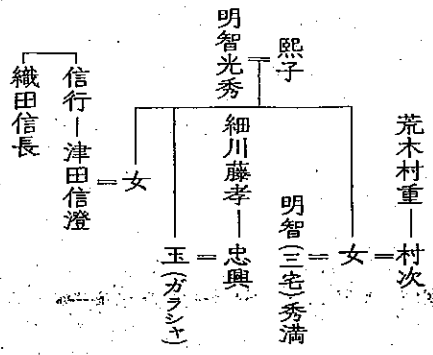 荒木村重
村次
熙子
明智光秀
女
明智(三宅)秀満
細川藤孝
忠興
玉(ガラシャ)
女
信行
津田信澄
織田信長